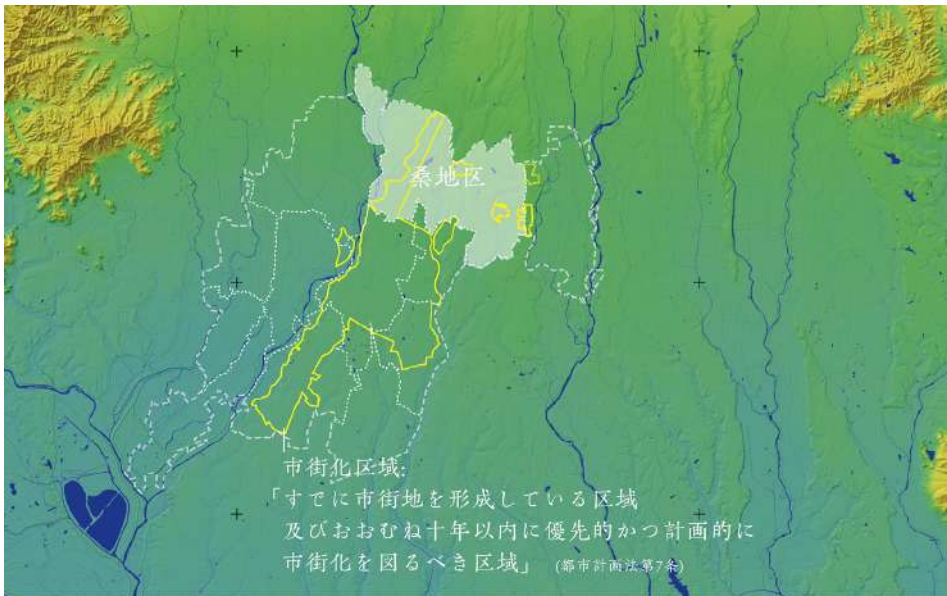 桑地区
市街化区域:
「すでに市街地を形成している区域
及びおおむね十年以内に優先的かつ計画的に
市街化を図るべき区域」 (都市計画法第7条)